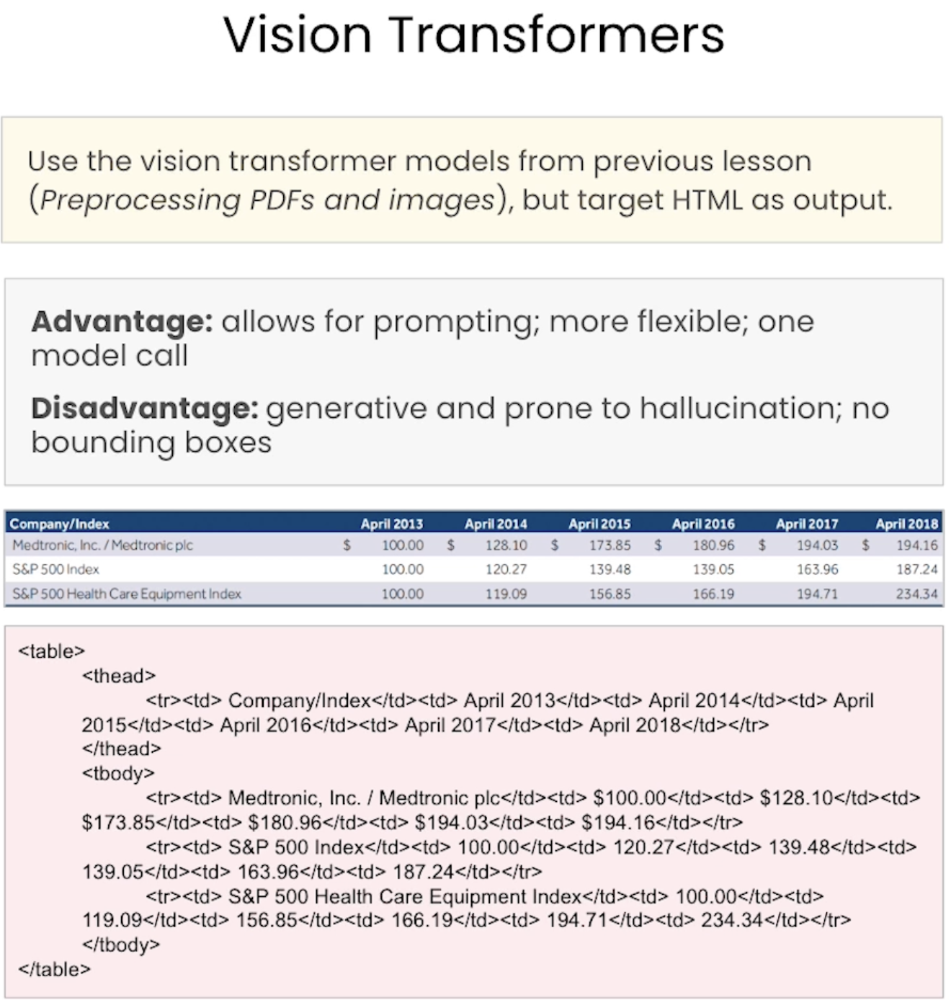 Vision Transformers
Use the vision transformer models from previous lesson
(Preprocessing PDFs and images), but target HTML as output.
Advantage: allows for prompting; more flexible; one
model call
Disadvantage: generative and prone to hallucination; no
bounding boxes
Company/Index April 2013 April 2014 April 2015 April 2016 April 2017 April 2018
Medtronic, Inc. / Medtronic plc $ 100.00 $ 128.10 $ 173.85 $ 180.96 $ 194.03 $ 194.16
S&P 500 Index 100.00 120.27 139.48 139.05 163.96 187.24
S&P 500 Health Care Equipment Index 100.00 119.09 156.85 166.19 194.71 234.34
<table>
<thead>
<tr><td> Company/Index</td><td> April 2013</td><td> April 2014</td><td> April
2015</td><td> April 2016</td><td> April 2017</td><td> April 2018</td></tr>
</thead>
<tbody>
<tr><td> Medtronic, Inc. / Medtronic plc</td><td> $100.00</td><td> $128.10</td><td>
$173.85</td><td> $180.96</td><td> $194.03</td><td> $194.16</td></tr>
<tr><td> S&P 500 Index</td><td> 100.00</td><td> 120.27</td><td> 139.48</td><td>
139.05</td><td> 163.96</td><td> 187.24</td></tr>
<tr><td> S&P 500 Health Care Equipment Index</td><td> 100.00</td><td>
119.09</td><td> 156.85</td><td> 166.19</td><td> 194.71</td><td> 234.34</td></tr>
</tbody>
</table>